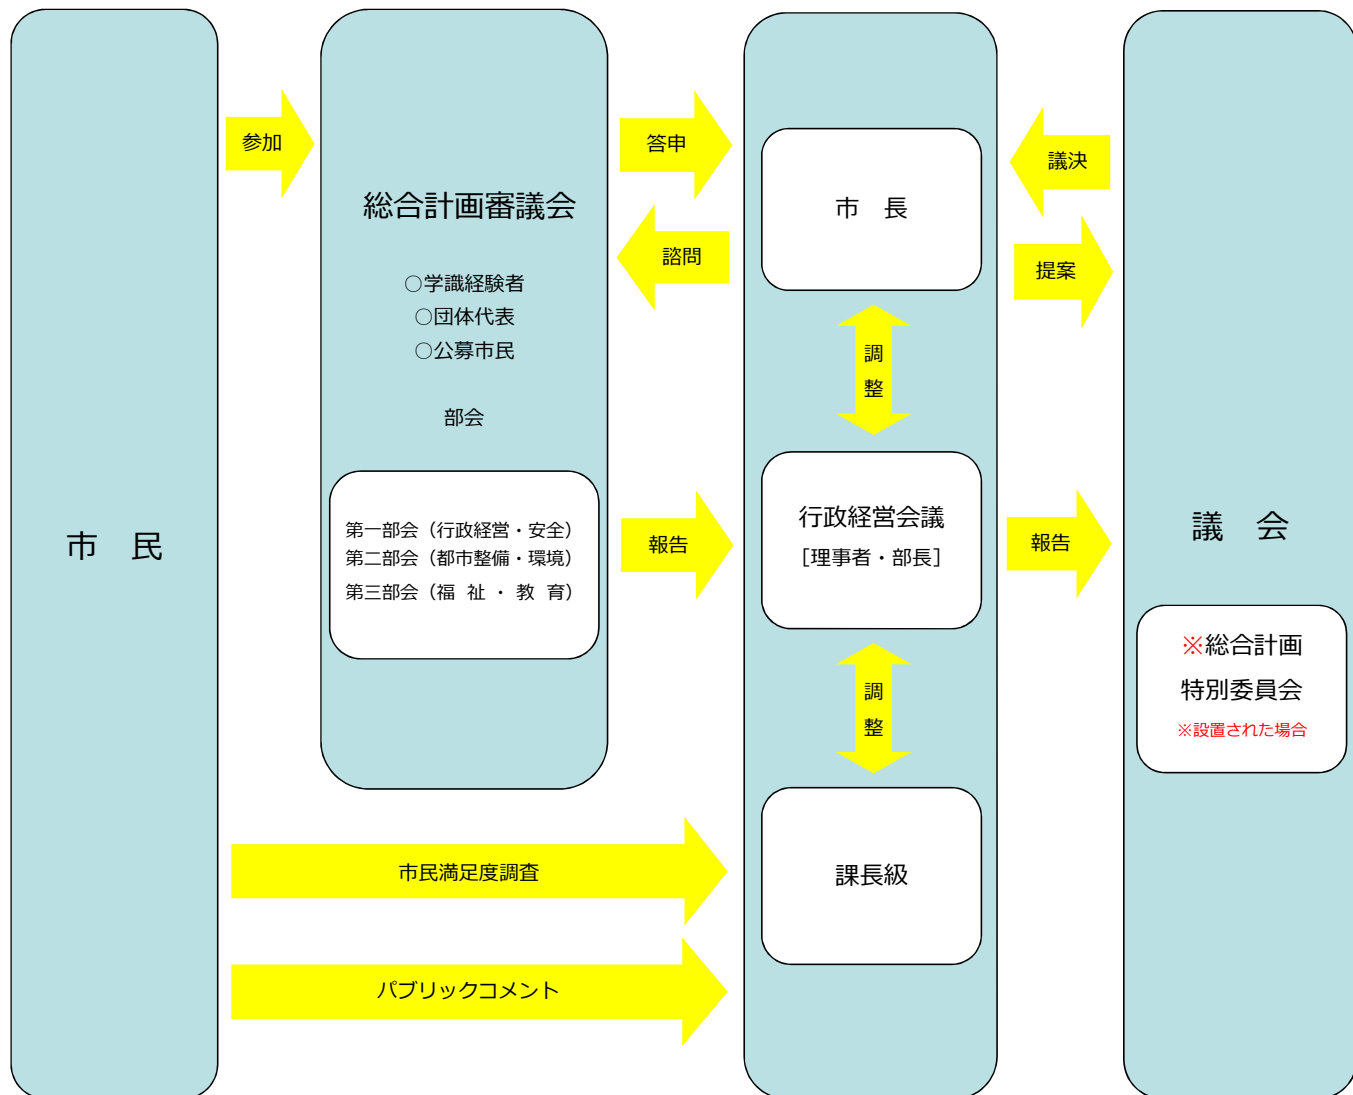 市　民
参加
総合計画審議会
○学識経験者
○団体代表
○公募市民
部会
第一部会（行政経営・安全）
第二部会（都市整備・環境）
第三部会（福 祉 ・ 教 育）
答申
諮問
報告
市民満足度調査
パブリックコメント
市　長
調
整
行政経営会議
［理事者・部長］
調
整
課長級
議決
提案
報告
議　会
※総合計画
特別委員会
※設置された場合